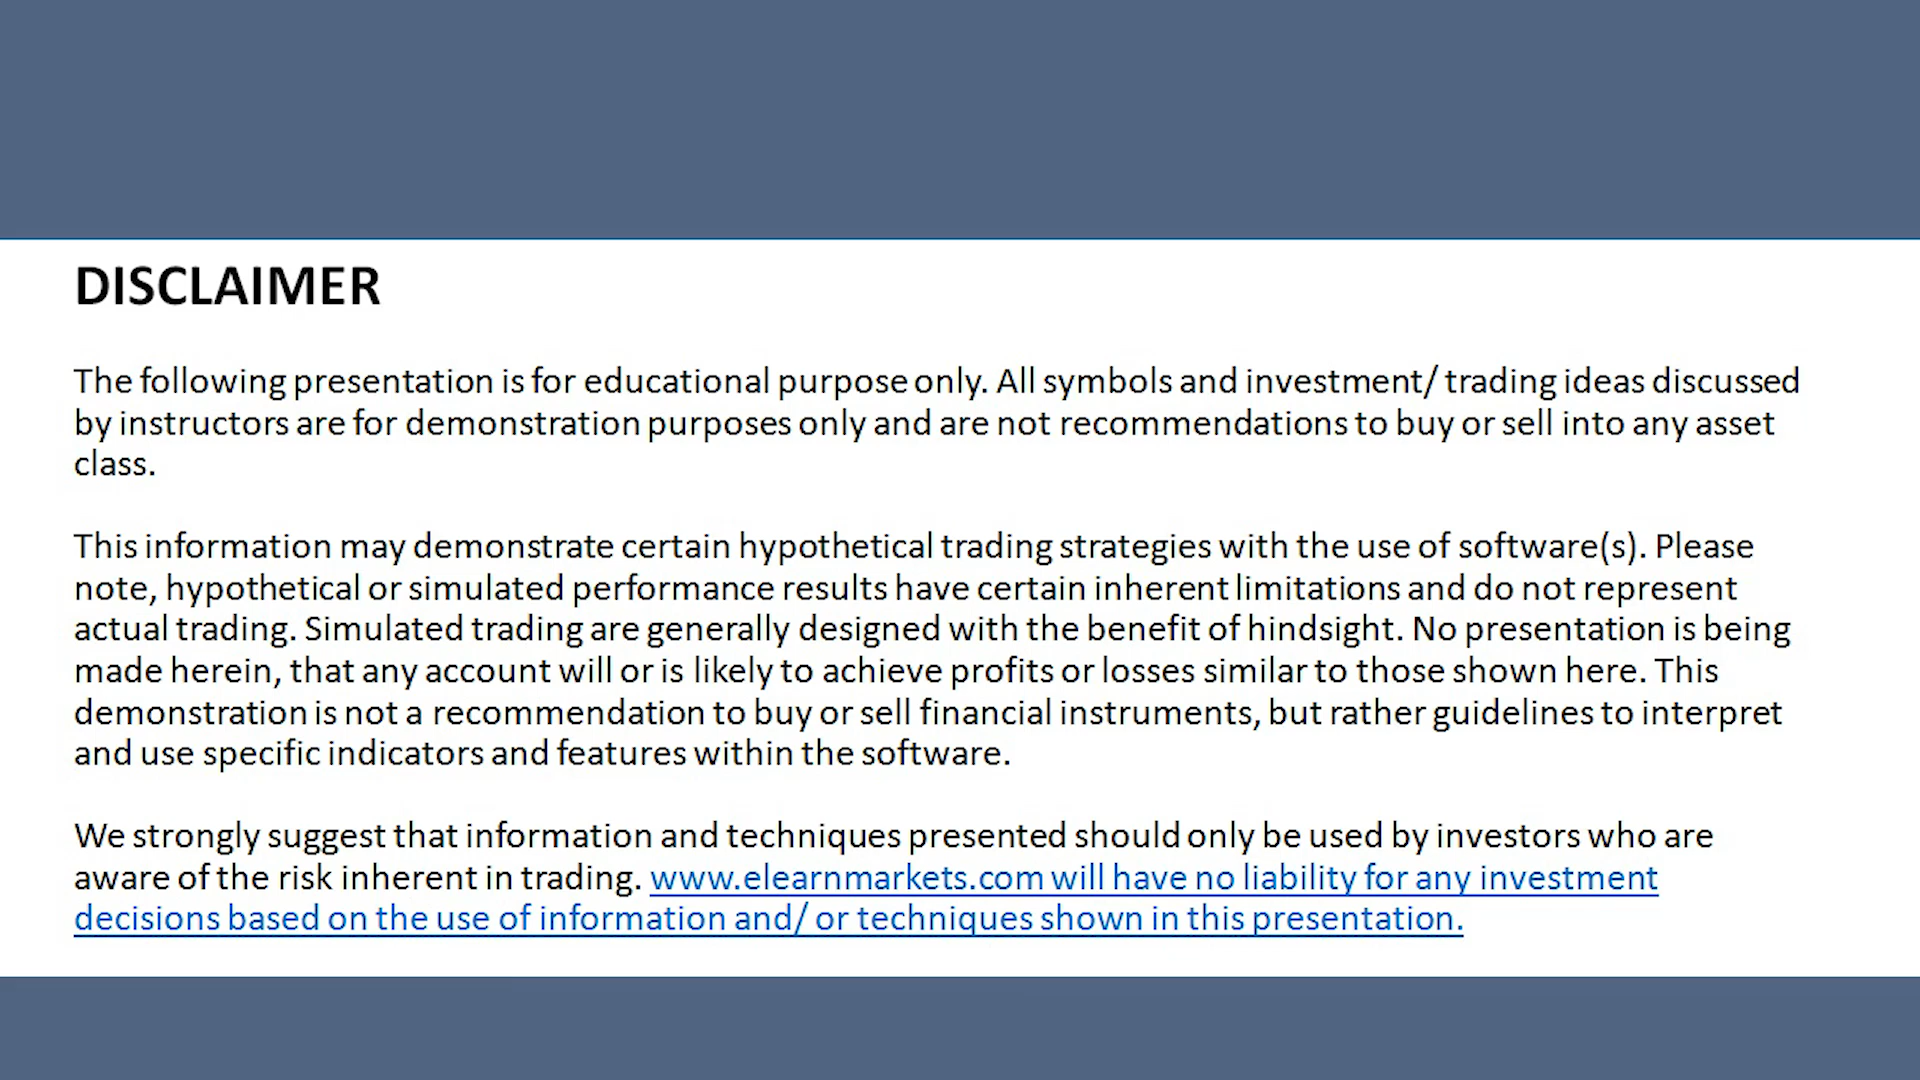 DISCLAIMER
The following presentation is for educational purpose only. All symbols and investment/ trading ideas discussed
by instructors are for demonstration purposes only and are not recommendations to buy or sell into any asset
class.
This information may demonstrate certain hypothetical trading strategies with the use of software(s). Please
note, hypothetical or simulated performance results have certain inherent limitations and do not represent
actual trading. Simulated trading are generally designed with the benefit of hindsight. No presentation is being
made herein, that any account will or is likely to achieve profits or losses similar to those shown here. This
demonstration is not a recommendation to buy or sell financial instruments, but rather guidelines to interpret
and use specific indicators and features within the software.
We strongly suggest that information and techniques presented should only be used by investors who are
aware of the risk inherent in trading. www.elearnmarkets.com will have no liability for any investment
decisions based on the use of information and/ or techniques shown in this presentation.